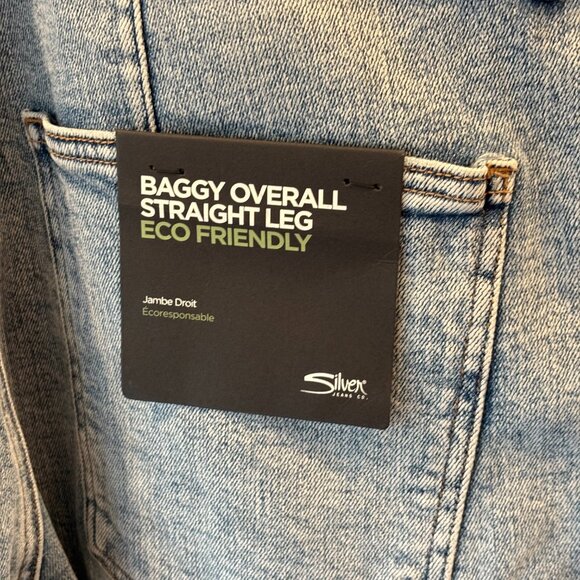 BAGGY OVERALL
STRAIGHT LEG
ECO FRIENDLY
Jambe Droit
Écoresponsable
Silver
JEANS CO.